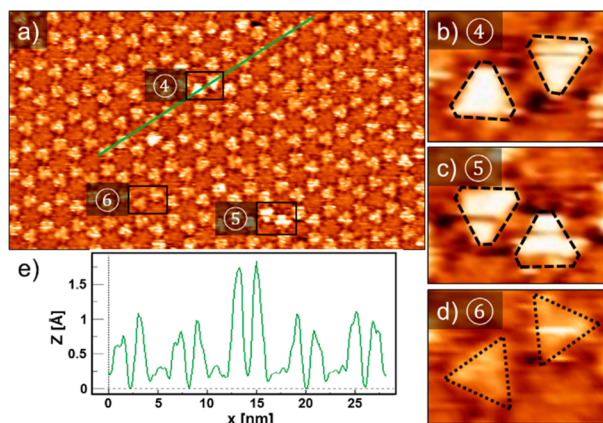 a)
④
⑥
⑤
b) ④
c) ⑤
d) ⑥
e)
Z [Å]
1.5
1
0.5
0
0 5 10 15 20 25
x [nm]